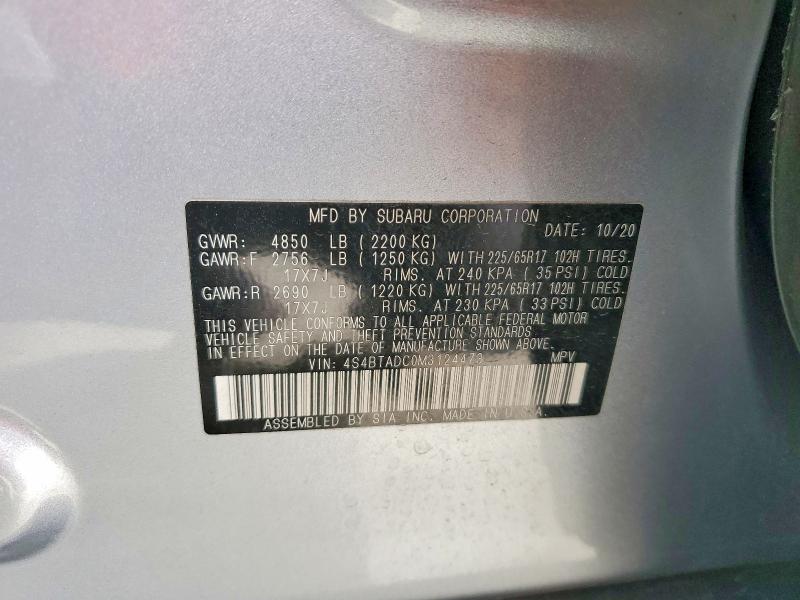 MFD BY SUBARU CORPORATION
DATE: 10/20
GVWR: 4850 LB (2200 KG)
GAWR:F 2756 LB (1250 KG) WITH 225/65R17 102H TIRES.
17X7J RIMS. AT 240 KPA (35 PSI) COLD
GAWR:R 2690 LB (1220 KG) WITH 225/65R17 102H TIRES.
17X7J RIMS. AT 230 KPA (33 PSI) COLD
THIS VEHICLE CONFORMS TO ALL APPLICABLE FEDERAL MOTOR
VEHICLE SAFETY AND THEFT PREVENTION STANDARDS
IN EFFECT ON THE DATE OF MANUFACTURE SHOWN ABOVE.
VIN: 4S4BTADC0M3124473 MPV
ASSEMBLED BY SIA INC. MADE IN U.S.A.